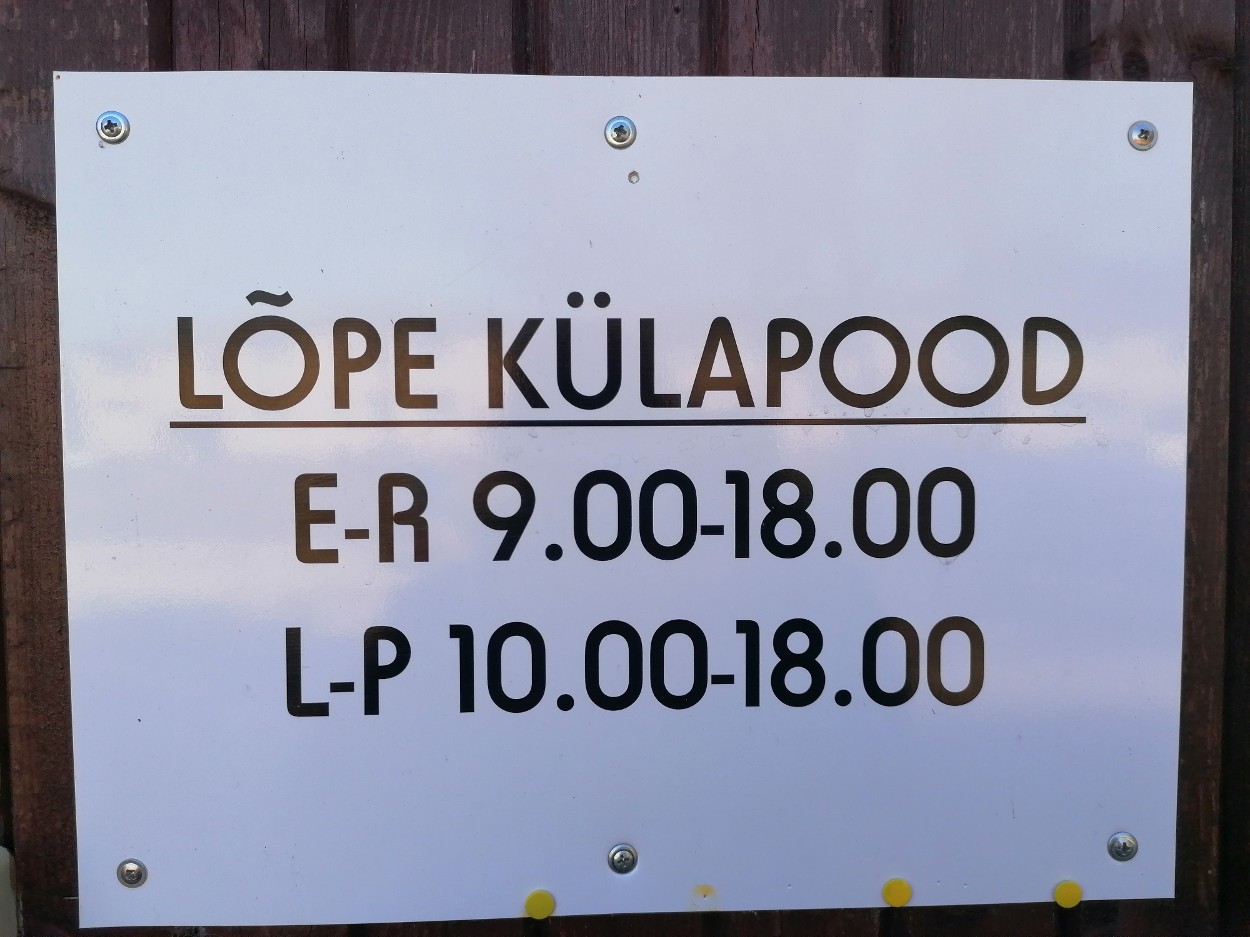 LÕPE KÜLAPOOD
E-R 9.00-18.00
L-P 10.00-18.00